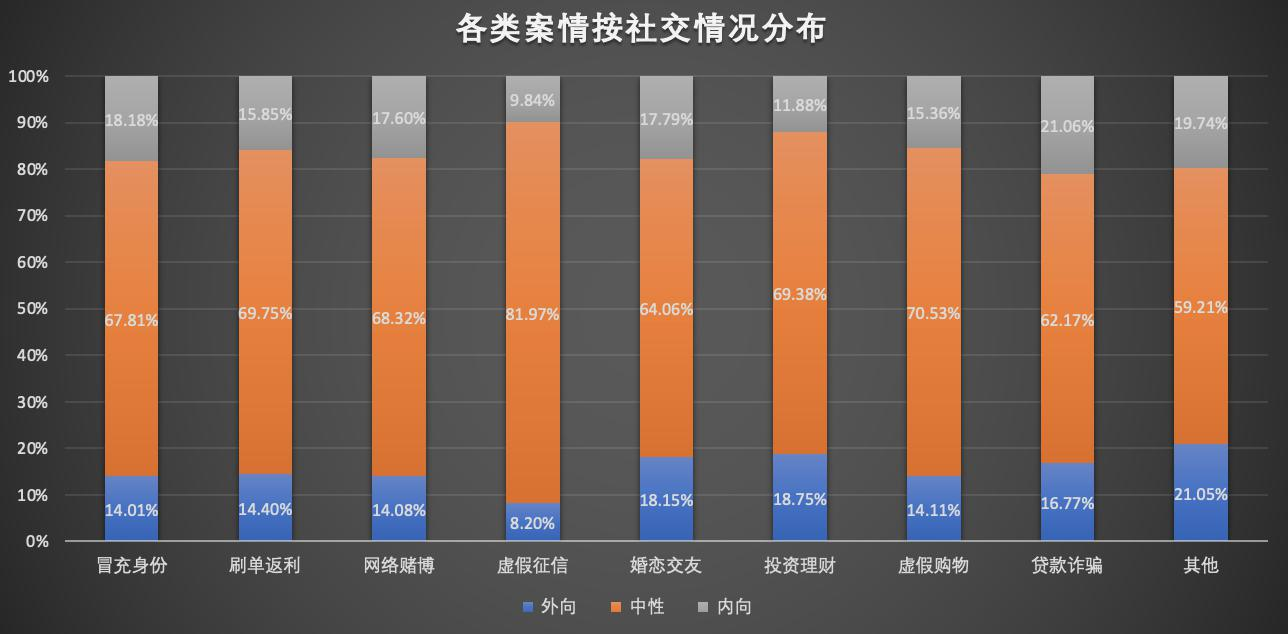 各类案情按社交情况分布
100%
90%
80%
70%
60%
50%
40%
30%
20%
10%
0%
18.18% 15.85% 17.60% 9.84% 17.79% 11.88% 15.36% 21.06% 19.74%
67.81% 69.75% 68.32% 81.97% 64.06% 69.38% 70.53% 62.17% 59.21%
14.01% 14.40% 14.08% 8.20% 18.15% 18.75% 14.11% 16.77% 21.05%
冒充身份 刷单返利 网络赌博 虚假征信 婚恋交友 投资理财 虚假购物 贷款诈骗 其他
外向 中性 内向